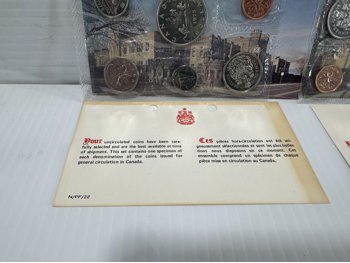 Your uncirculated coins have been care-
fully selected and are the best available at time
of shipment. This set contains one specimen of
each denomination of the coins issued for
general circulation in Canada.
Ces pièces hors-circulation ont été soi-
gneusement sélectionnées et sont les plus belles
dont nous disposons en ce moment. Cet
ensemble comprend un spécimen de chaque
pièce mise en circulation au Canada.
N/PF/22